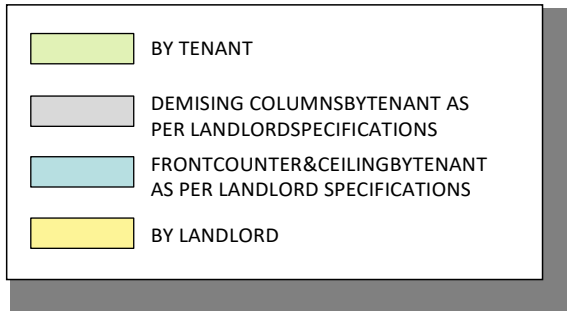 BY TENANT
DEMISING COLUMNSBYTENANT AS
PER LANDLORDSPECIFICATIONS
FRONTCOUNTER&CEILINGBYTENANT
AS PER LANDLORD SPECIFICATIONS
BY LANDLORD